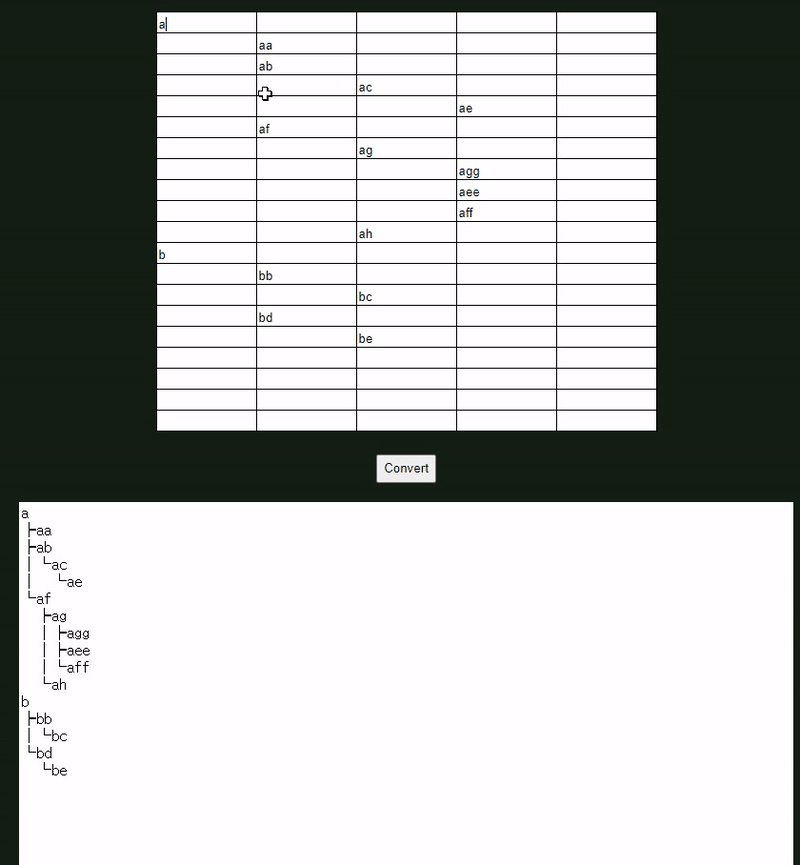 a
aa
ab
ac
ae
af
ag
agg
aee
aff
ah
b
bb
bc
bd
be
Convert
a
├aa
├ab
│ └ac
│   └ae
└af
  ├ag
  │ ├agg
  │ ├aee
  │ └aff
  └ah
b
├bb
│ └bc
└bd
  └be